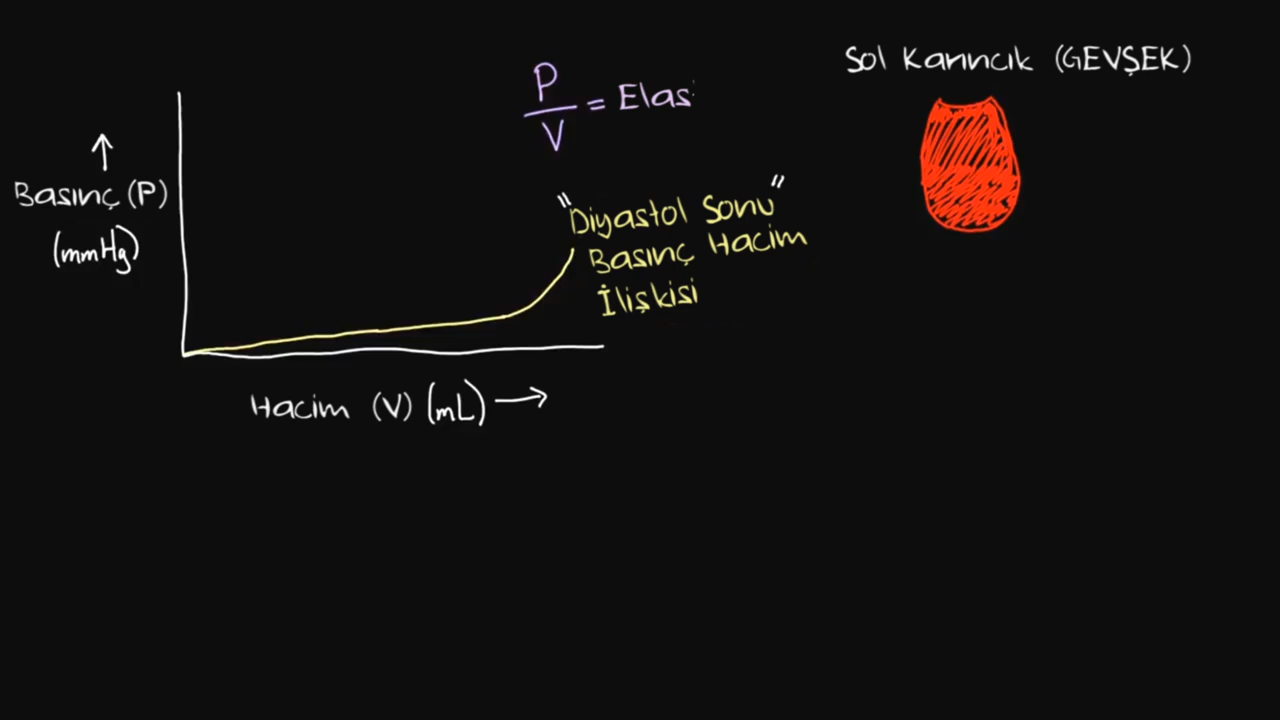 Sol Karıncık (GEVŞEK)
P
V
= Elas
↑
Basınç (P)
(mmHg)
"Diyastol Sonu"
Basınç Hacim
İlişkisi
Hacim (V) (mL) →